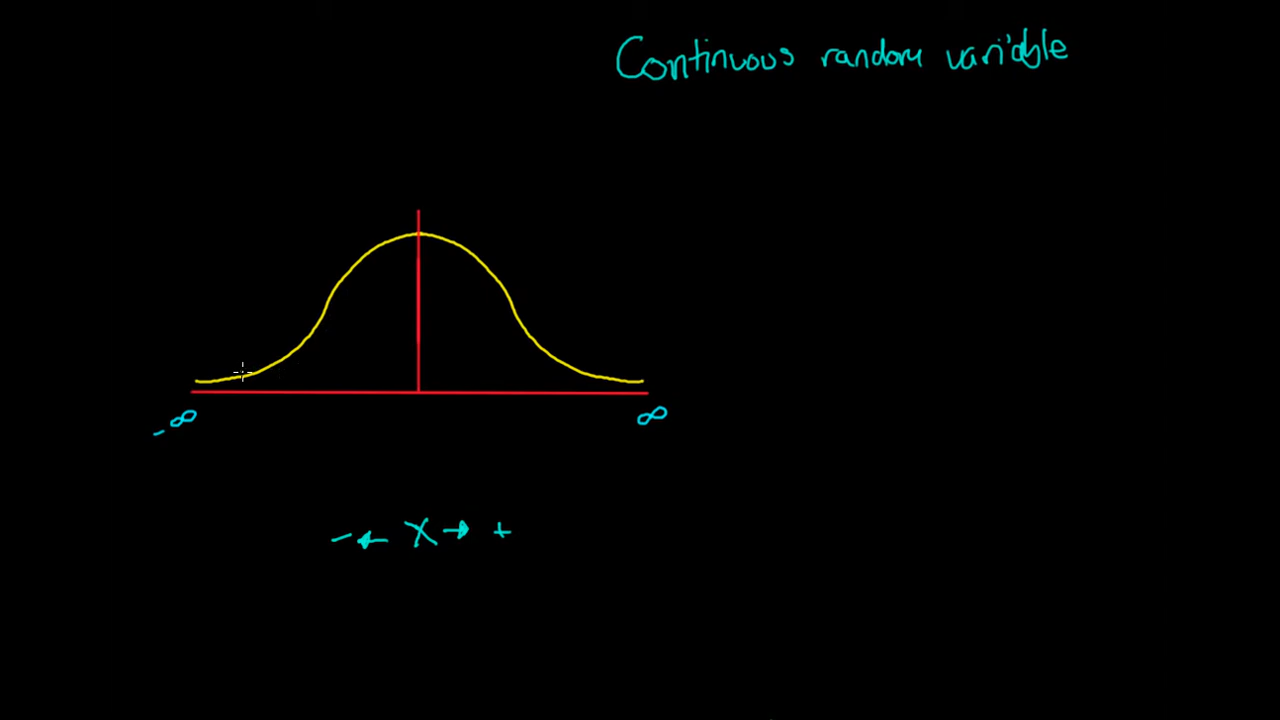 Continuous random variable
-∞ ∞
- ← X → +